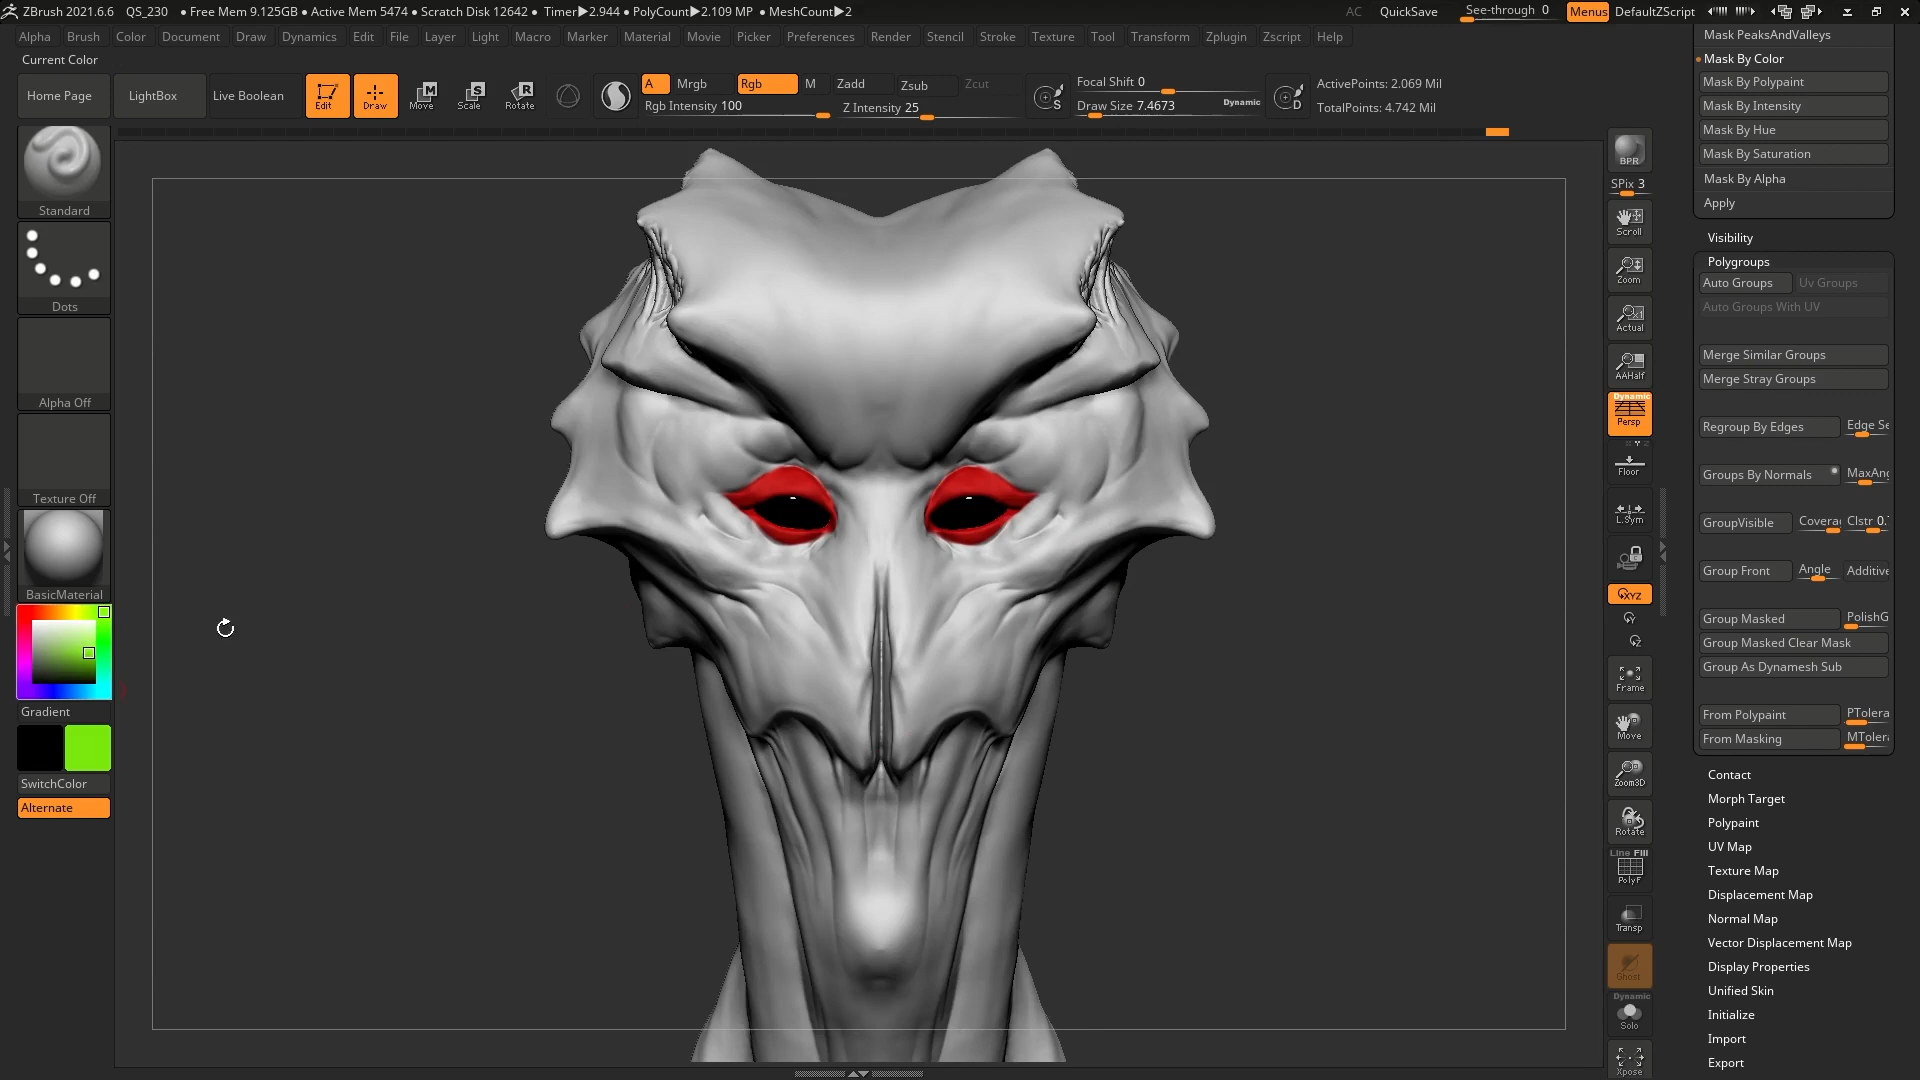 ZBrush 2021.6.6 QS_230 ● Free Mem 9.125GB ● Active Mem 5474 ● Scratch Disk 12642 ● Timer▶2.944 ● PolyCount▶2.109 MP ● MeshCount▶2 AC QuickSave See-through 0 Menus DefaultZScript
Alpha Brush Color Document Draw Dynamics Edit File Layer Light Macro Marker Material Movie Picker Preferences Render Stencil Stroke Texture Tool Transform Zplugin Zscript Help
Current Color
Home Page LightBox Live Boolean Edit Draw Move Scale Rotate
M S R
A Mrgb Rgb M Zadd Zsub Zcut
Rgb Intensity 100 Z Intensity 25
S Focal Shift 0
Draw Size 7.4673 Dynamic D
ActivePoints: 2.069 Mil
TotalPoints: 4.742 Mil
Standard
Dots
Alpha Off
Texture Off
BasicMaterial
Gradient
SwitchColor
Alternate
BPR
SPix 3
Scroll
Zoom
Actual
AAHalf
Dynamic
Persp
Floor
L.Sym
XYZ
Y
Z
Frame
Move
Zoom3D
Rotate
Line Fill
PolyF
Transp
Ghost
Dynamic
Solo
Xpose
Mask PeaksAndValleys
Mask By Color
Mask By Polypaint
Mask By Intensity
Mask By Hue
Mask By Saturation
Mask By Alpha
Apply
Visibility
Polygroups
Auto Groups Uv Groups
Auto Groups With UV
Merge Similar Groups
Merge Stray Groups
Regroup By Edges Edge Se
Groups By Normals MaxAng
GroupVisible Covera Clstr 0.
Group Front Angle Additive
Group Masked PolishG
Group Masked Clear Mask
Group As Dynamesh Sub
From Polypaint PTolera
From Masking MTolera
Contact
Morph Target
Polypaint
UV Map
Texture Map
Displacement Map
Normal Map
Vector Displacement Map
Display Properties
Unified Skin
Initialize
Import
Export